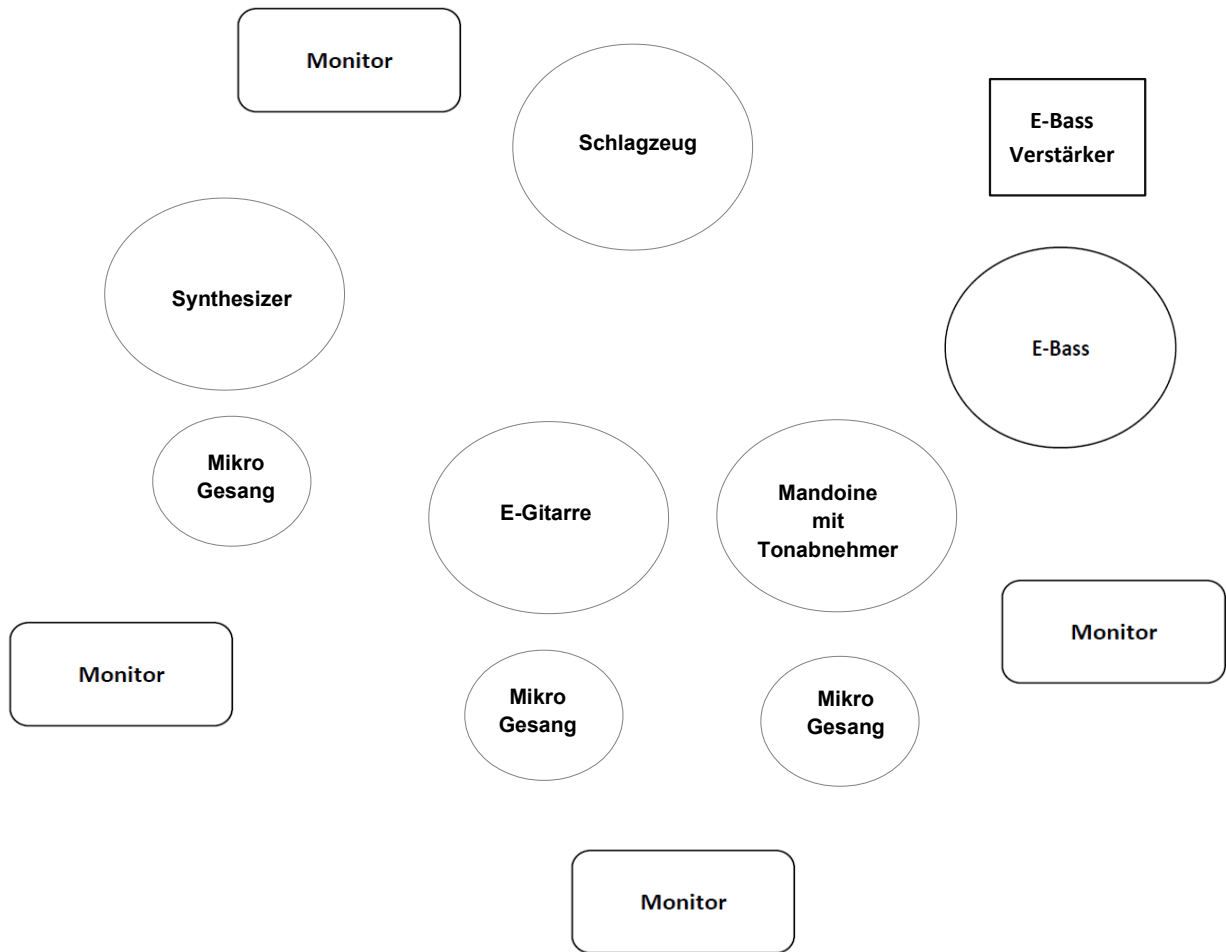 Monitor
Schlagzeug
E-Bass
Verstärker
Synthesizer
E-Bass
Mikro
Gesang
E-Gitarre
Mandoine
mit
Tonabnehmer
Monitor
Monitor
Mikro
Gesang
Mikro
Gesang
Monitor